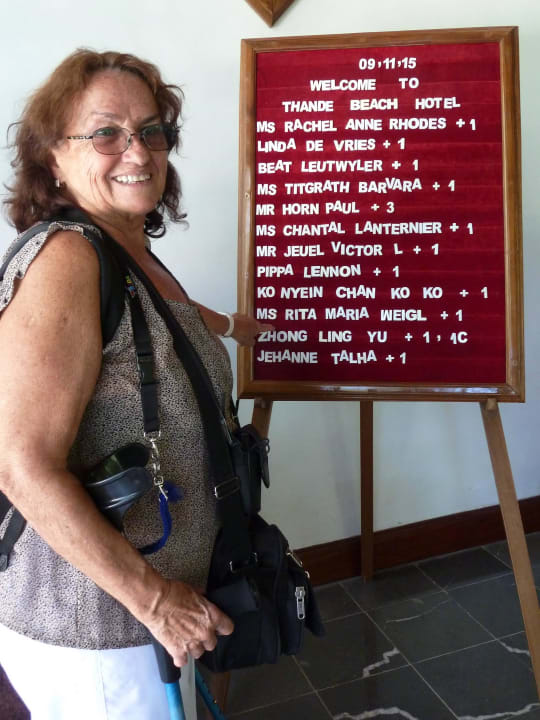 09,11,15
WELCOME TO
THANDE BEACH HOTEL
MS RACHEL ANNE RHODES + 1
LINDA DE VRIES + 1
BEAT LEUTWYLER + 1
MS TITGRATH BARVARA + 1
MR HORN PAUL + 3
MS CHANTAL LANTERNIER + 1
MR JEUEL VICTOR L + 1
PIPPA LENNON + 1
KO NYEIN CHAN KO KO + 1
MS RITA MARIA WEIGL + 1
ZHONG LING YU + 1, 1C
JEHANNE TALHA + 1